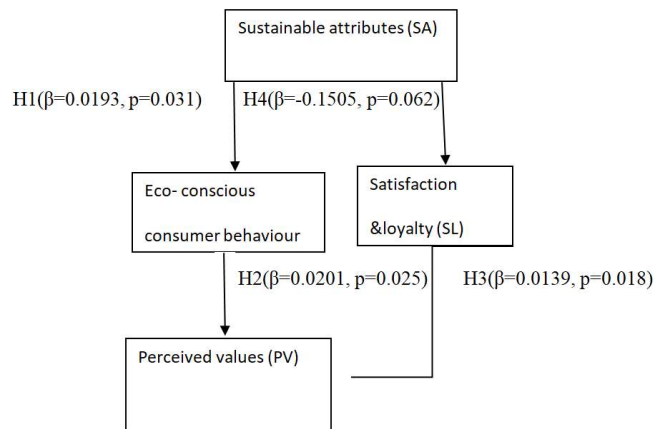 Sustainable attributes (SA)
H1(β=0.0193, p=0.031)
H4(β=-0.1505, p=0.062)
Eco- conscious
consumer behaviour
Satisfaction
&loyalty (SL)
H2(β=0.0201, p=0.025)
H3(β=0.0139, p=0.018)
Perceived values (PV)